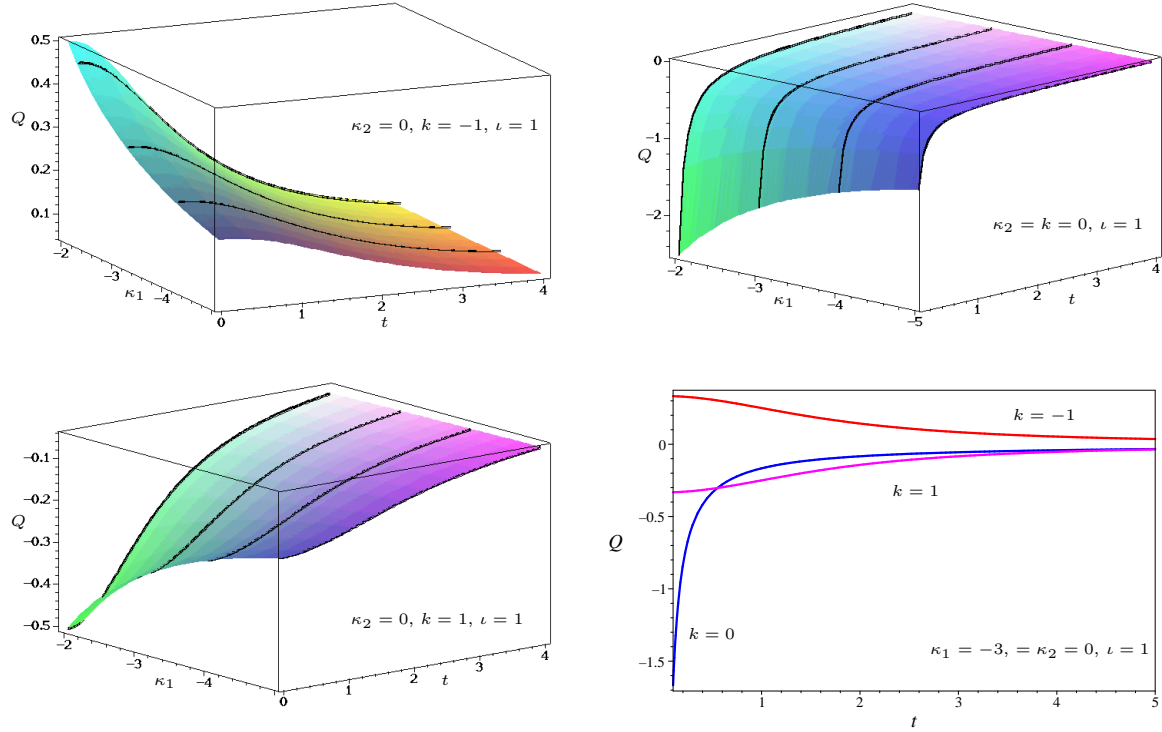 0.5
0.4
Q
0.3
0.2
0.1
κ₂ = 0, k = −1, ι = 1
−2
−3
κ₁
−4
0
1
2
t
3
4
0
−1
Q
−2
κ₂ = k = 0, ι = 1
−2
−3
κ₁
−4
−5
1
2
t
3
4
−0.1
−0.2
Q
−0.3
−0.4
−0.5
κ₂ = 0, k = 1, ι = 1
−2
−3
κ₁
−4
0
1
2
t
3
4
k = −1
0
k = 1
−0.5
Q
−1
k = 0
κ₁ = −3, = κ₂ = 0, ι = 1
−1.5
1
2
3
4
5
t